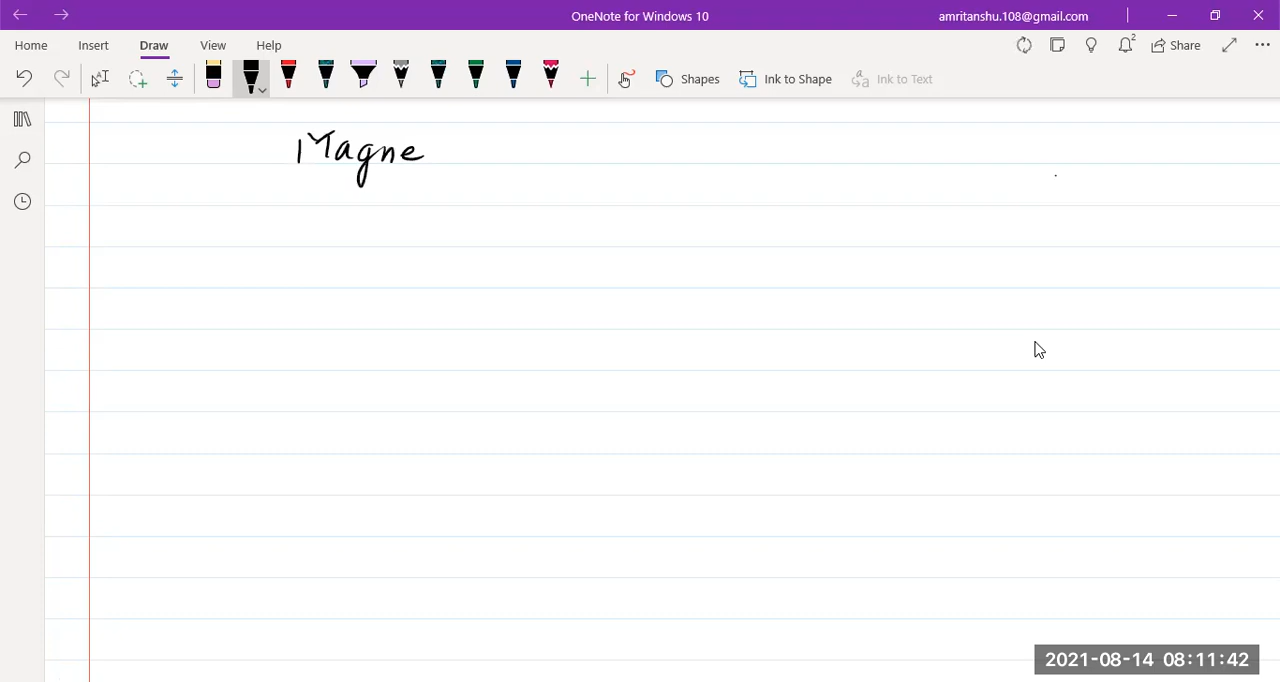 OneNote for Windows 10
amritanshu.108@gmail.com
Home Insert Draw View Help
2
Share
Shapes Ink to Shape Ink to Text
Magne
2021-08-14 08:11:42